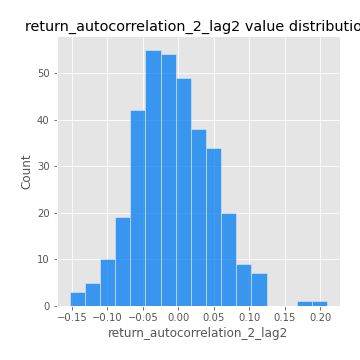 return_autocorrelation_2_lag2 value distributio
50
40
30
20
10
0
Count
−0.15 −0.10 −0.05 0.00 0.05 0.10 0.15 0.20
return_autocorrelation_2_lag2